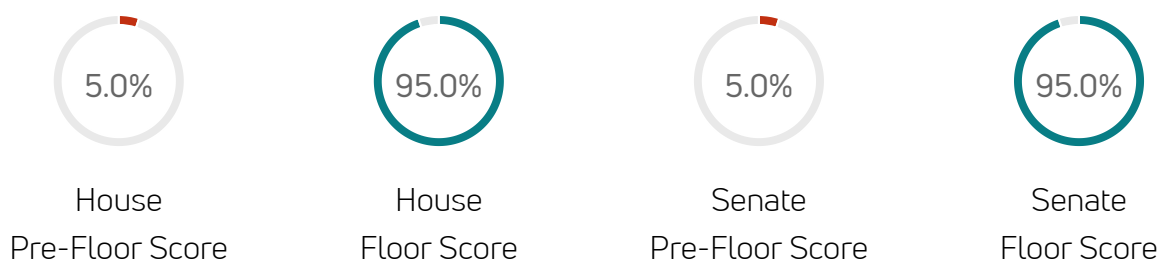 5.0%
House
Pre-Floor Score
95.0%
House
Floor Score
5.0%
Senate
Pre-Floor Score
95.0%
Senate
Floor Score